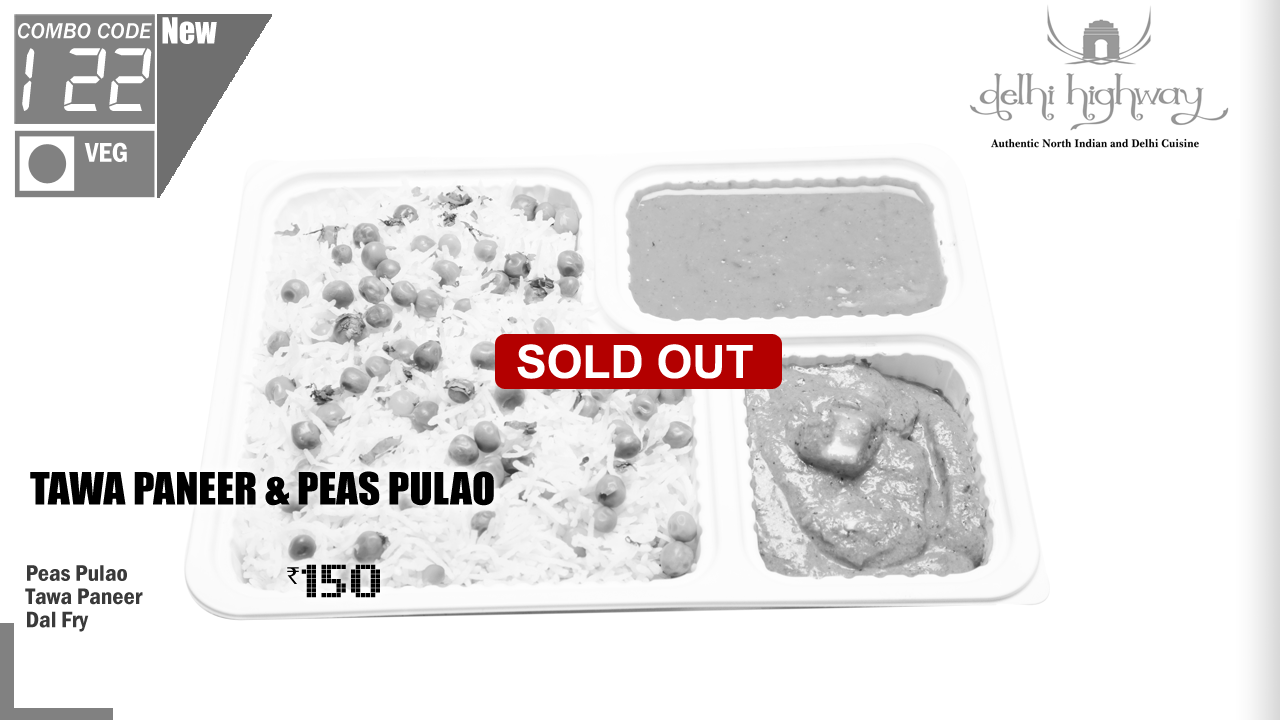 COMBO CODE
122
New
VEG
delhi highway
Authentic North Indian and Delhi Cuisine
SOLD OUT
TAWA PANEER & PEAS PULAO
Peas Pulao
Tawa Paneer
Dal Fry
₹150